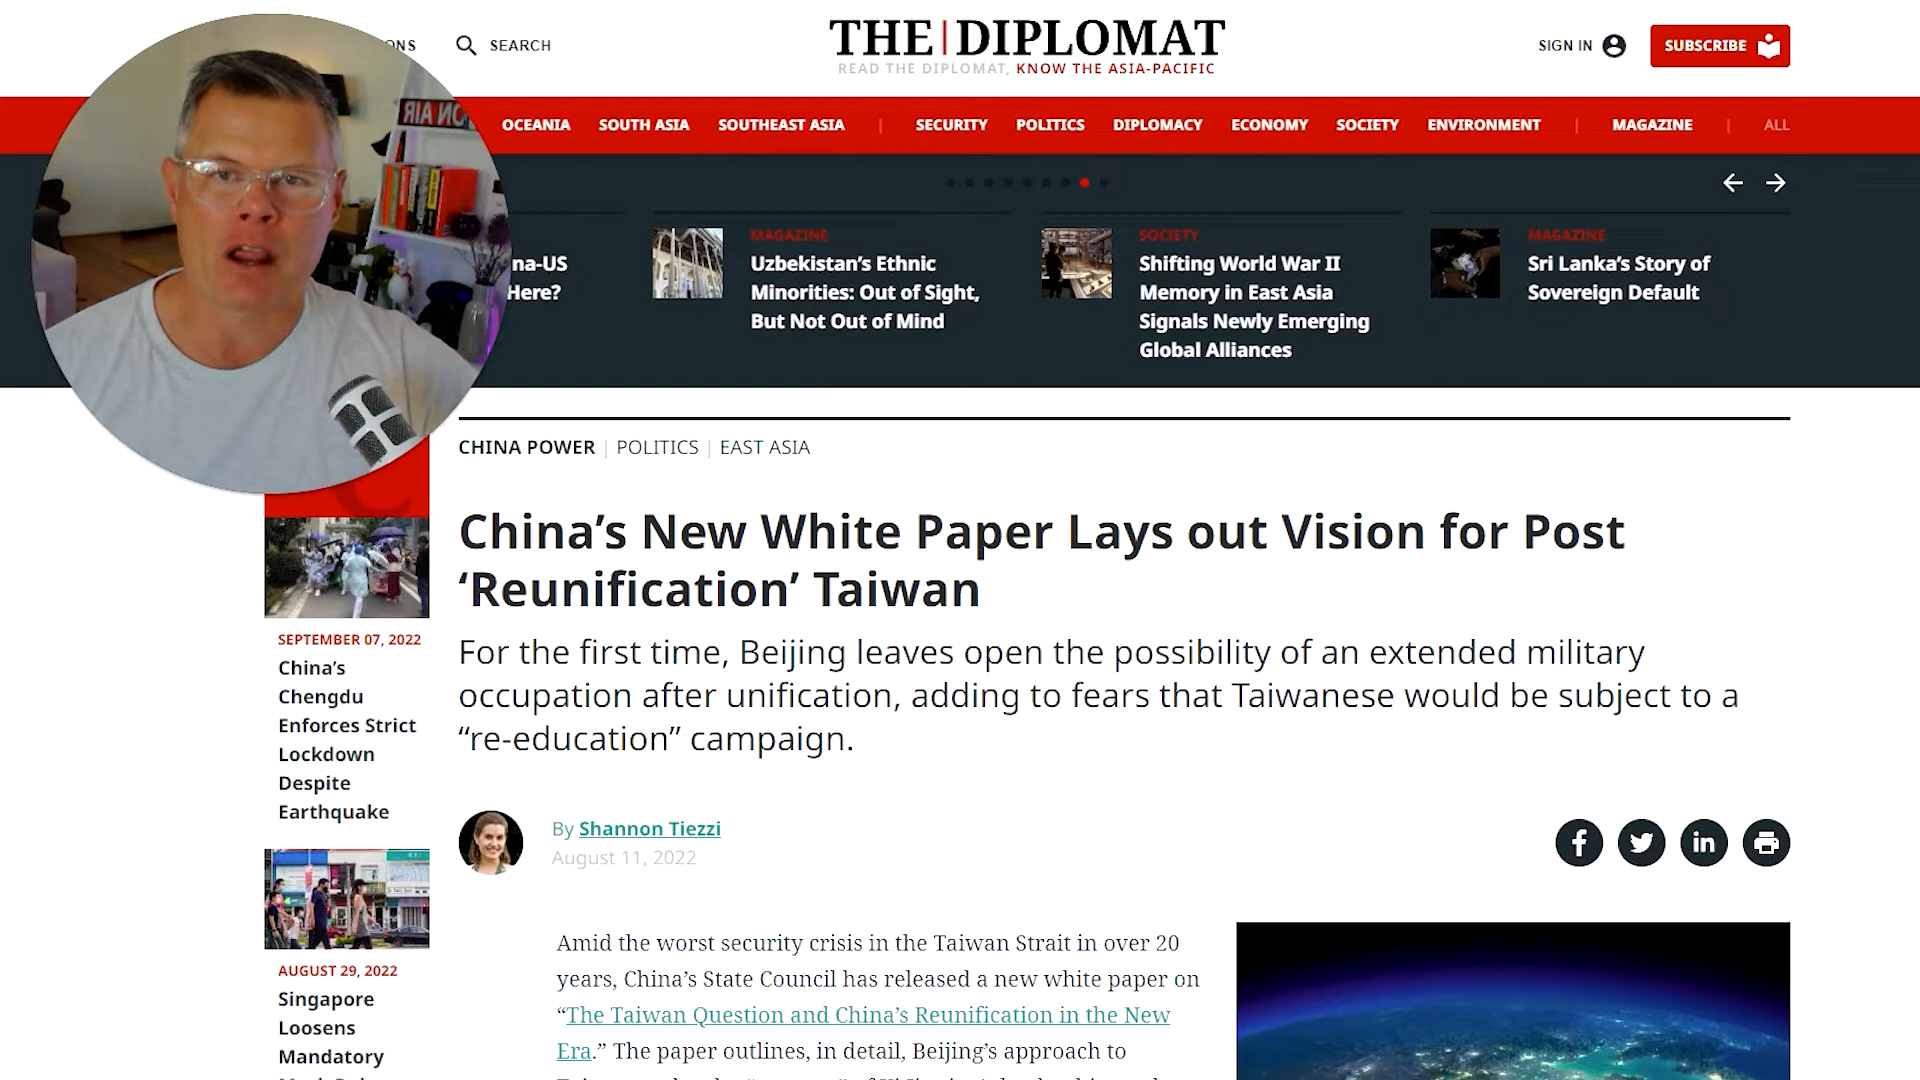 ONS
SEARCH
THE|DIPLOMAT
READ THE DIPLOMAT, KNOW THE ASIA-PACIFIC
SIGN IN
SUBSCRIBE
ON AIR
OCEANIA
SOUTH ASIA
SOUTHEAST ASIA
|
SECURITY
POLITICS
DIPLOMACY
ECONOMY
SOCIETY
ENVIRONMENT
|
MAGAZINE
|
ALL
na-US
Here?
MAGAZINE
Uzbekistan’s Ethnic
Minorities: Out of Sight,
But Not Out of Mind
SOCIETY
Shifting World War II
Memory in East Asia
Signals Newly Emerging
Global Alliances
MAGAZINE
Sri Lanka’s Story of
Sovereign Default
CHINA POWER | POLITICS | EAST ASIA
China’s New White Paper Lays out Vision for Post
‘Reunification’ Taiwan
For the first time, Beijing leaves open the possibility of an extended military
occupation after unification, adding to fears that Taiwanese would be subject to a
“re-education” campaign.
By Shannon Tiezzi
August 11, 2022
SEPTEMBER 07, 2022
China’s
Chengdu
Enforces Strict
Lockdown
Despite
Earthquake
AUGUST 29, 2022
Singapore
Loosens
Mandatory
Amid the worst security crisis in the Taiwan Strait in over 20
years, China’s State Council has released a new white paper on
“The Taiwan Question and China’s Reunification in the New
Era.” The paper outlines, in detail, Beijing’s approach to